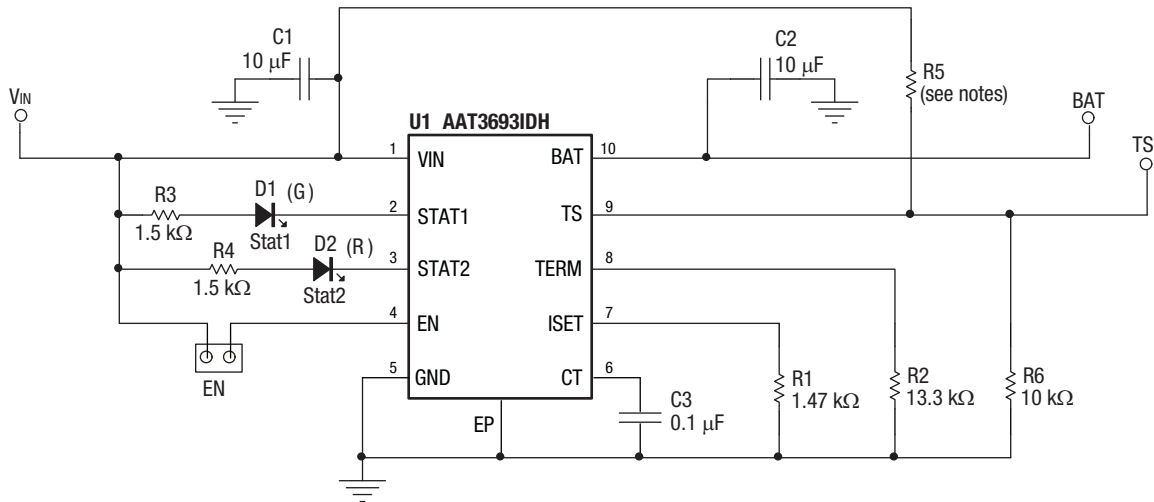 C1
10 μF
C2
10 μF
R5
(see notes)
VIN
BAT
TS
U1 AAT3693IDH
1
VIN
BAT
10
R3
1.5 kΩ
D1 (G)
Stat1
2
STAT1
TS
9
R4
1.5 kΩ
D2 (R)
Stat2
3
STAT2
TERM
8
4
EN
ISET
7
EN
5
GND
CT
6
EP
C3
0.1 μF
R1
1.47 kΩ
R2
13.3 kΩ
R6
10 kΩ